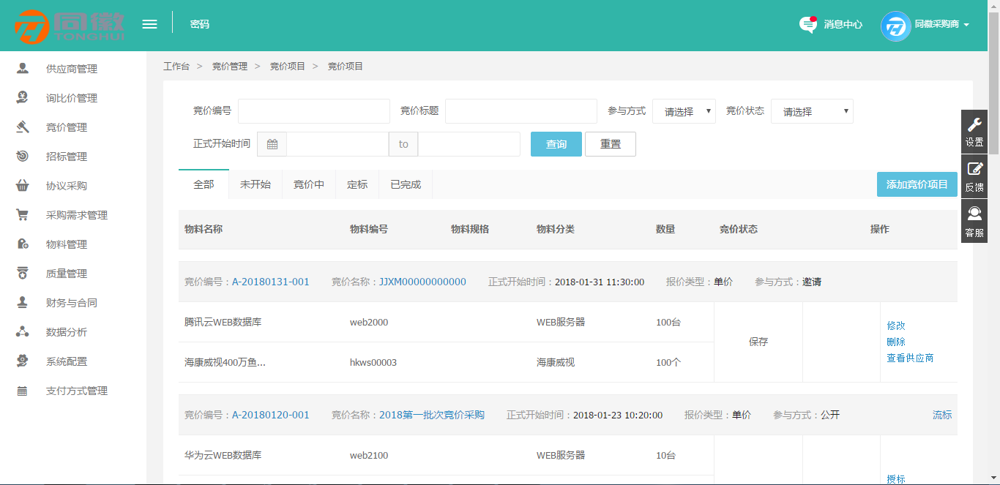 同徽 TONGHUI 密码 消息中心 同徽采购商
供应商管理
询比价管理
竞价管理
招标管理
协议采购
采购需求管理
物料管理
质量管理
财务与合同
数据分析
系统配置
支付方式管理
工作台 > 竞价管理 > 竞价项目 > 竞价项目
竞价编号 竞价标题 参与方式 请选择 竞价状态 请选择
正式开始时间 to 查询 重置
全部 未开始 竞价中 定标 已完成 添加竞价项目
物料名称 物料编号 物料规格 物料分类 数量 竞价状态 操作
竞价编号：A-20180131-001 竞价名称：JJXM00000000000 正式开始时间：2018-01-31 11:30:00 报价类型：单价 参与方式：邀请
腾讯云WEB数据库 web2000 WEB服务器 100台
海康威视400万鱼... hkws00003 海康威视 100个
保存
修改
删除
查看供应商
竞价编号：A-20180120-001 竞价名称：2018第一批次竞价采购 正式开始时间：2018-01-23 10:20:00 报价类型：单价 参与方式：公开 流标
华为云WEB数据库 web2100 WEB服务器 10台
授标
设置
反馈
客服